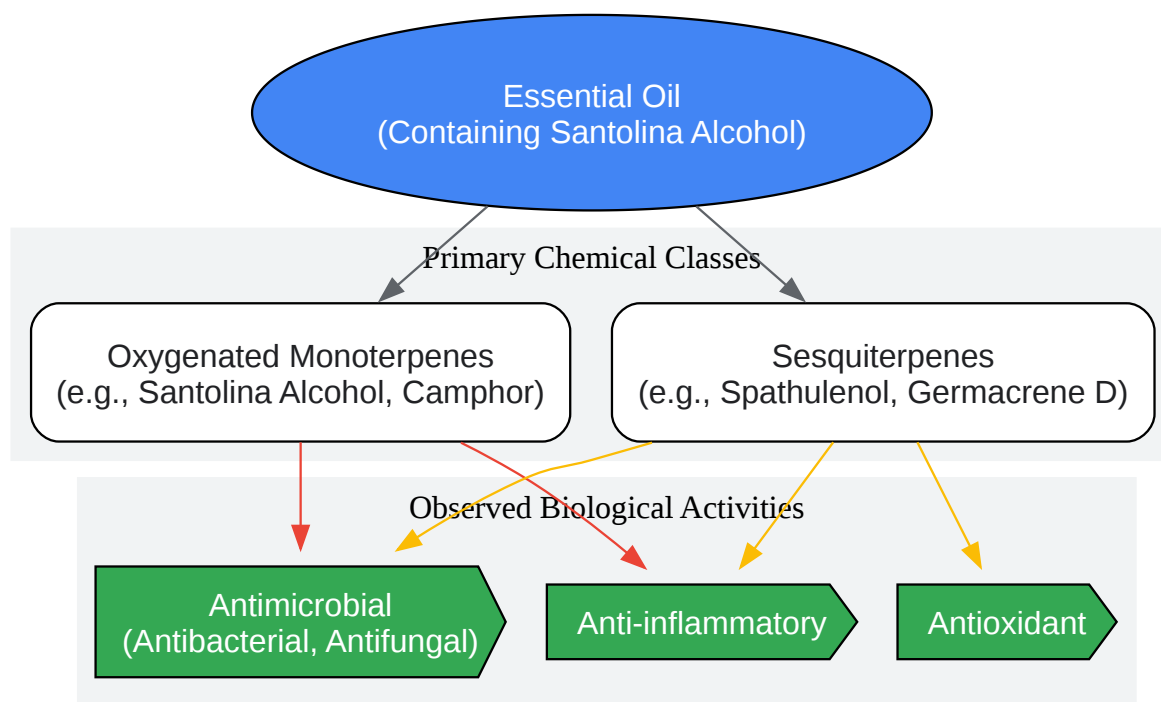 Essential Oil
(Containing Santolina Alcohol)
Primary Chemical Classes
Oxygenated Monoterpenes
(e.g., Santolina Alcohol, Camphor)
Sesquiterpenes
(e.g., Spathulenol, Germacrene D)
Observed Biological Activities
Antimicrobial
(Antibacterial, Antifungal)
Anti-inflammatory
Antioxidant